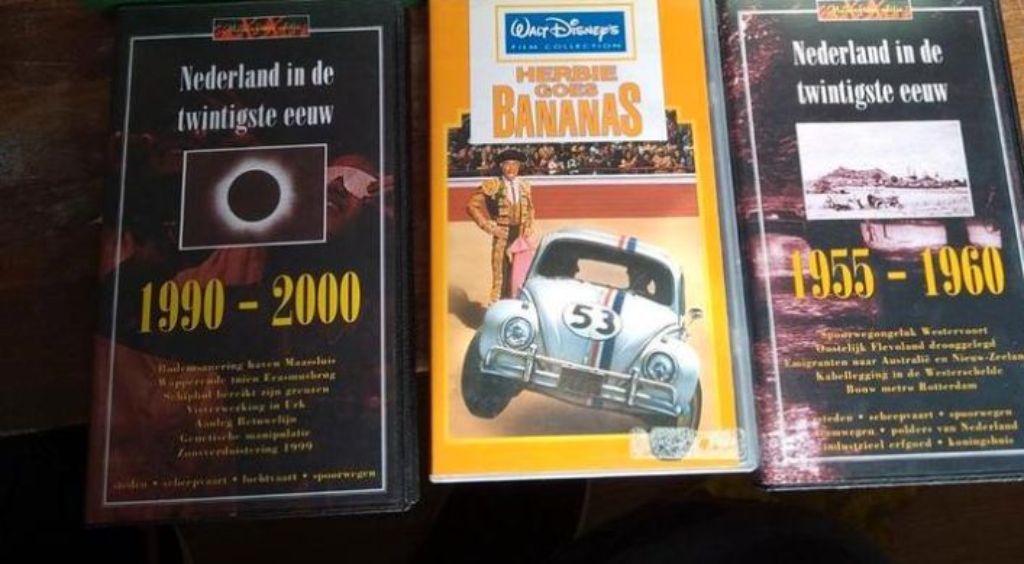 Nederland in de
twintigste eeuw
1990 - 2000
Bodemsanering haven Maassluis
Wapperende tuien Erasmusbrug
Schiphol bereikt zijn grenzen
Visverwerking in Urk
Aanleg Betuwelijn
Genetische manipulatie
Zonsverduistering 1999
steden • scheepvaart • luchtvaart • spoorwegen
WALT DISNEY'S
FILM COLLECTION
HERBIE
GOES
BANANAS
53
Nederland in de
twintigste eeuw
1955 - 1960
Spoorwegongeluk Westervoort
Oostelijk Flevoland drooggelegd
Emigranten naar Australië en Nieuw-Zeeland
Kabellegging in de Westerschelde
Bouw metro Rotterdam
steden • scheepvaart • spoorwegen
polders van Nederland
industrieel erfgoed • koningshuis